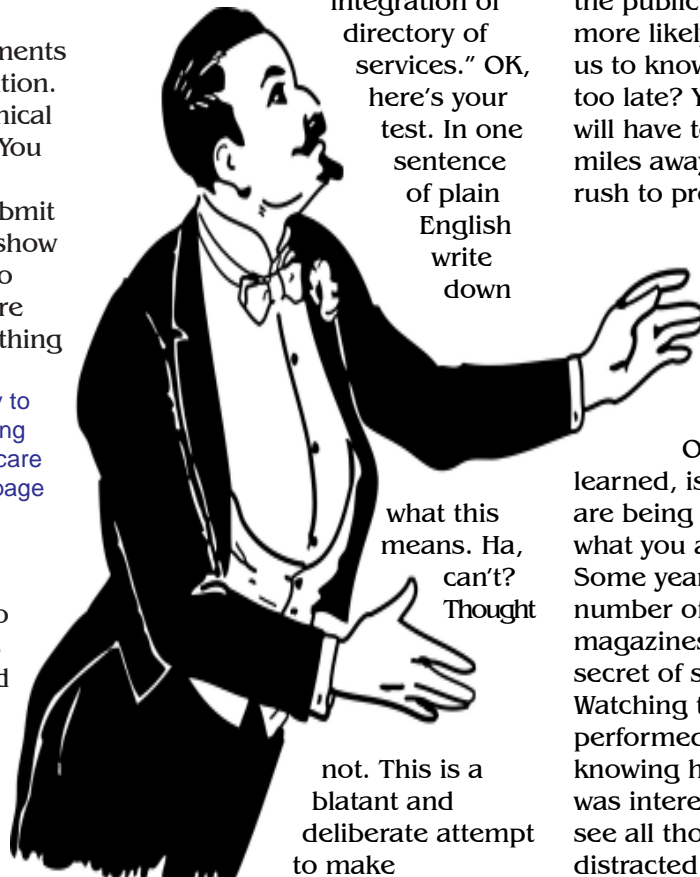 ments
tion.
nical
You
bmit
show
o
re
thing
y to
ng
care
page
o
d
integration of
directory of
services.” OK,
here’s your
test. In one
sentence
of plain
English
write
down
what this
means. Ha,
can’t?
Thought
not. This is a
blatant and
deliberate attempt
to make
the public
more likel
us to know
too late? Y
will have t
miles away
rush to pr
O
learned, is
are being
what you a
Some year
number o
magazines
secret of s
Watching t
performed
knowing h
was intere
see all tho
distracted